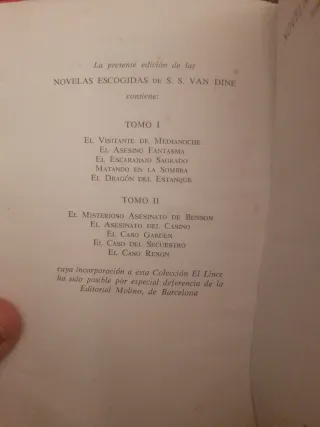 La presente edición de las
NOVELAS ESCOGIDAS DE S. S. VAN DINE
contiene:
TOMO I
EL VISITANTE DE MEDIANOCHE
EL ASESINO FANTASMA
EL ESCARABAJO SAGRADO
MATANDO EN LA SOMBRA
EL DRAGÓN DEL ESTANQUE
TOMO II
EL MISTERIOSO ASESINATO DE BENSON
EL ASESINATO DEL CASINO
EL CASO GARDEN
EL CASO DEL SECUESTRO
EL CASO REXON
cuya incorporación a esta Colección El Lince
ha sido posible por especial deferencia de la
Editorial Molino, de Barcelona